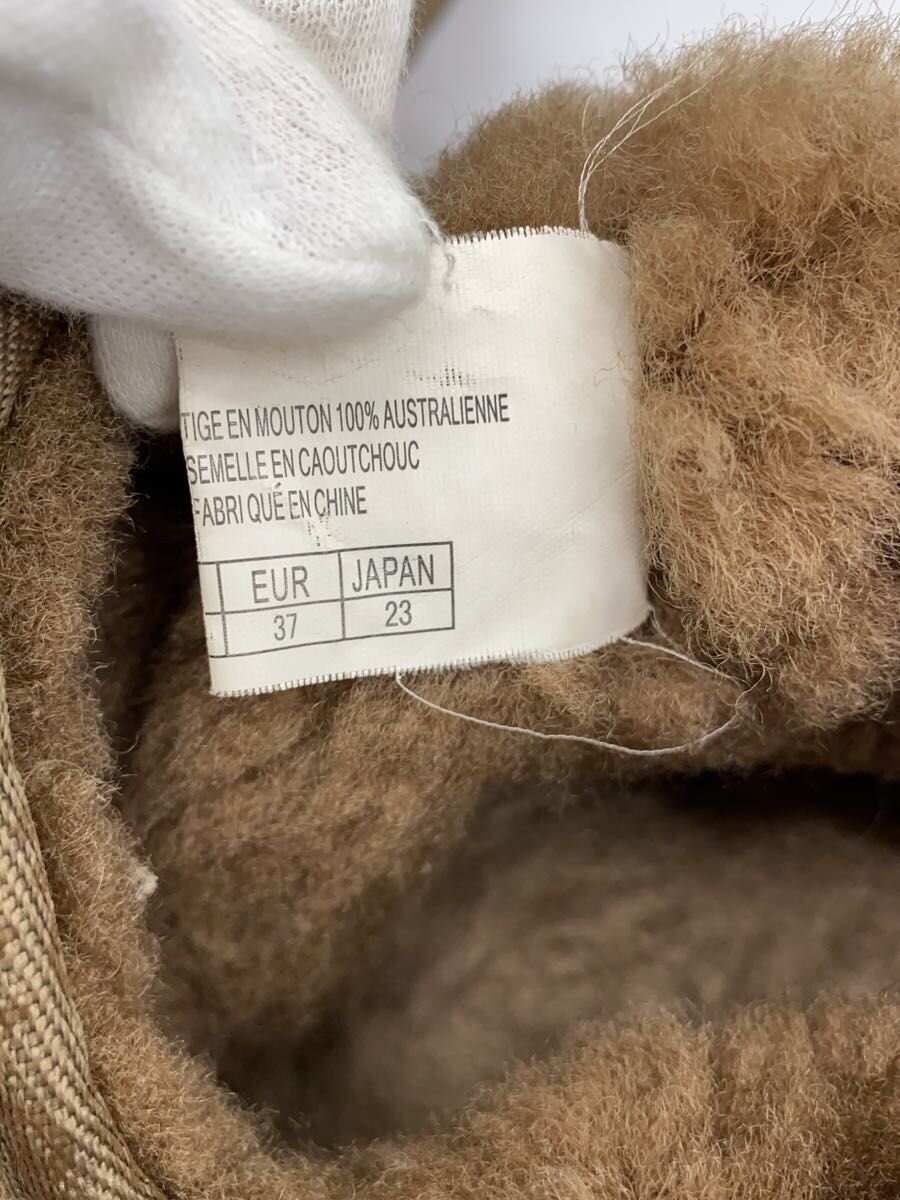 TIGE EN MOUTON 100% AUSTRALIENNE
SEMELLE EN CAOUTCHOUC
FABRI QUÉ EN CHINE
EUR JAPAN
37 23